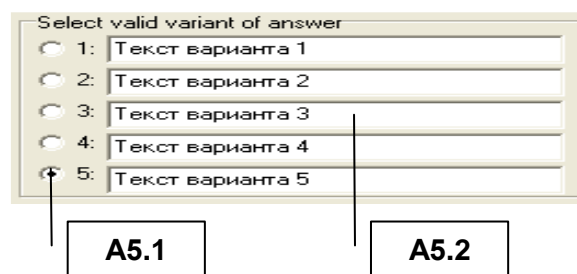 Select valid variant of answer
1: Текст варианта 1
2: Текст варианта 2
3: Текст варианта 3
4: Текст варианта 4
5: Текст варианта 5
A5.1 A5.2